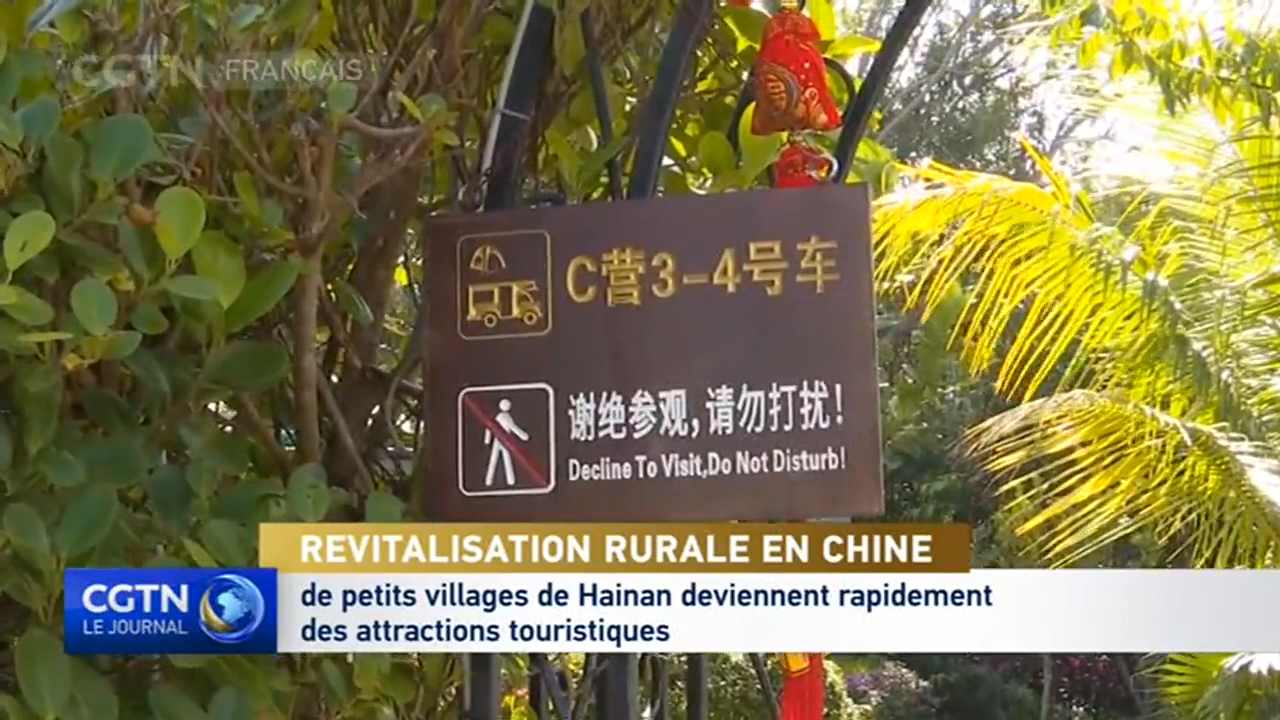 CGTN FRANÇAIS
C营3-4号车
谢绝参观,请勿打扰!
Decline To Visit,Do Not Disturb!
REVITALISATION RURALE EN CHINE
CGTN
LE JOURNAL
de petits villages de Hainan deviennent rapidement
des attractions touristiques